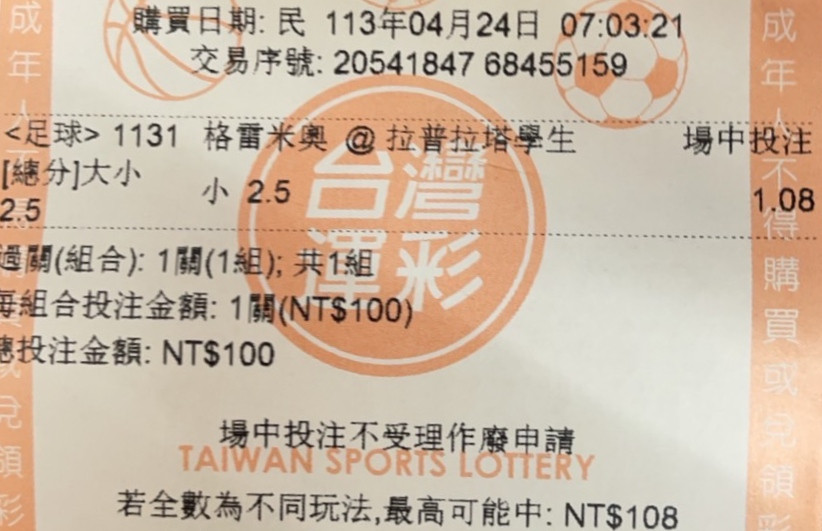 購買日期: 民 113年04月24日 07:03:21
交易序號: 20541847 68455159
<足球> 1131 格雷米奧 @ 拉普拉塔學生 場中投注
[總分]大小 小 2.5 1.08
2.5
過關(組合): 1關(1組); 共1組
每組合投注金額: 1關(NT$100)
總投注金額: NT$100
台灣
運彩
場中投注不受理作廢申請
TAIWAN SPORTS LOTTERY
若全數為不同玩法,最高可能中: NT$108
成年人
成年人不得購買或兌領彩